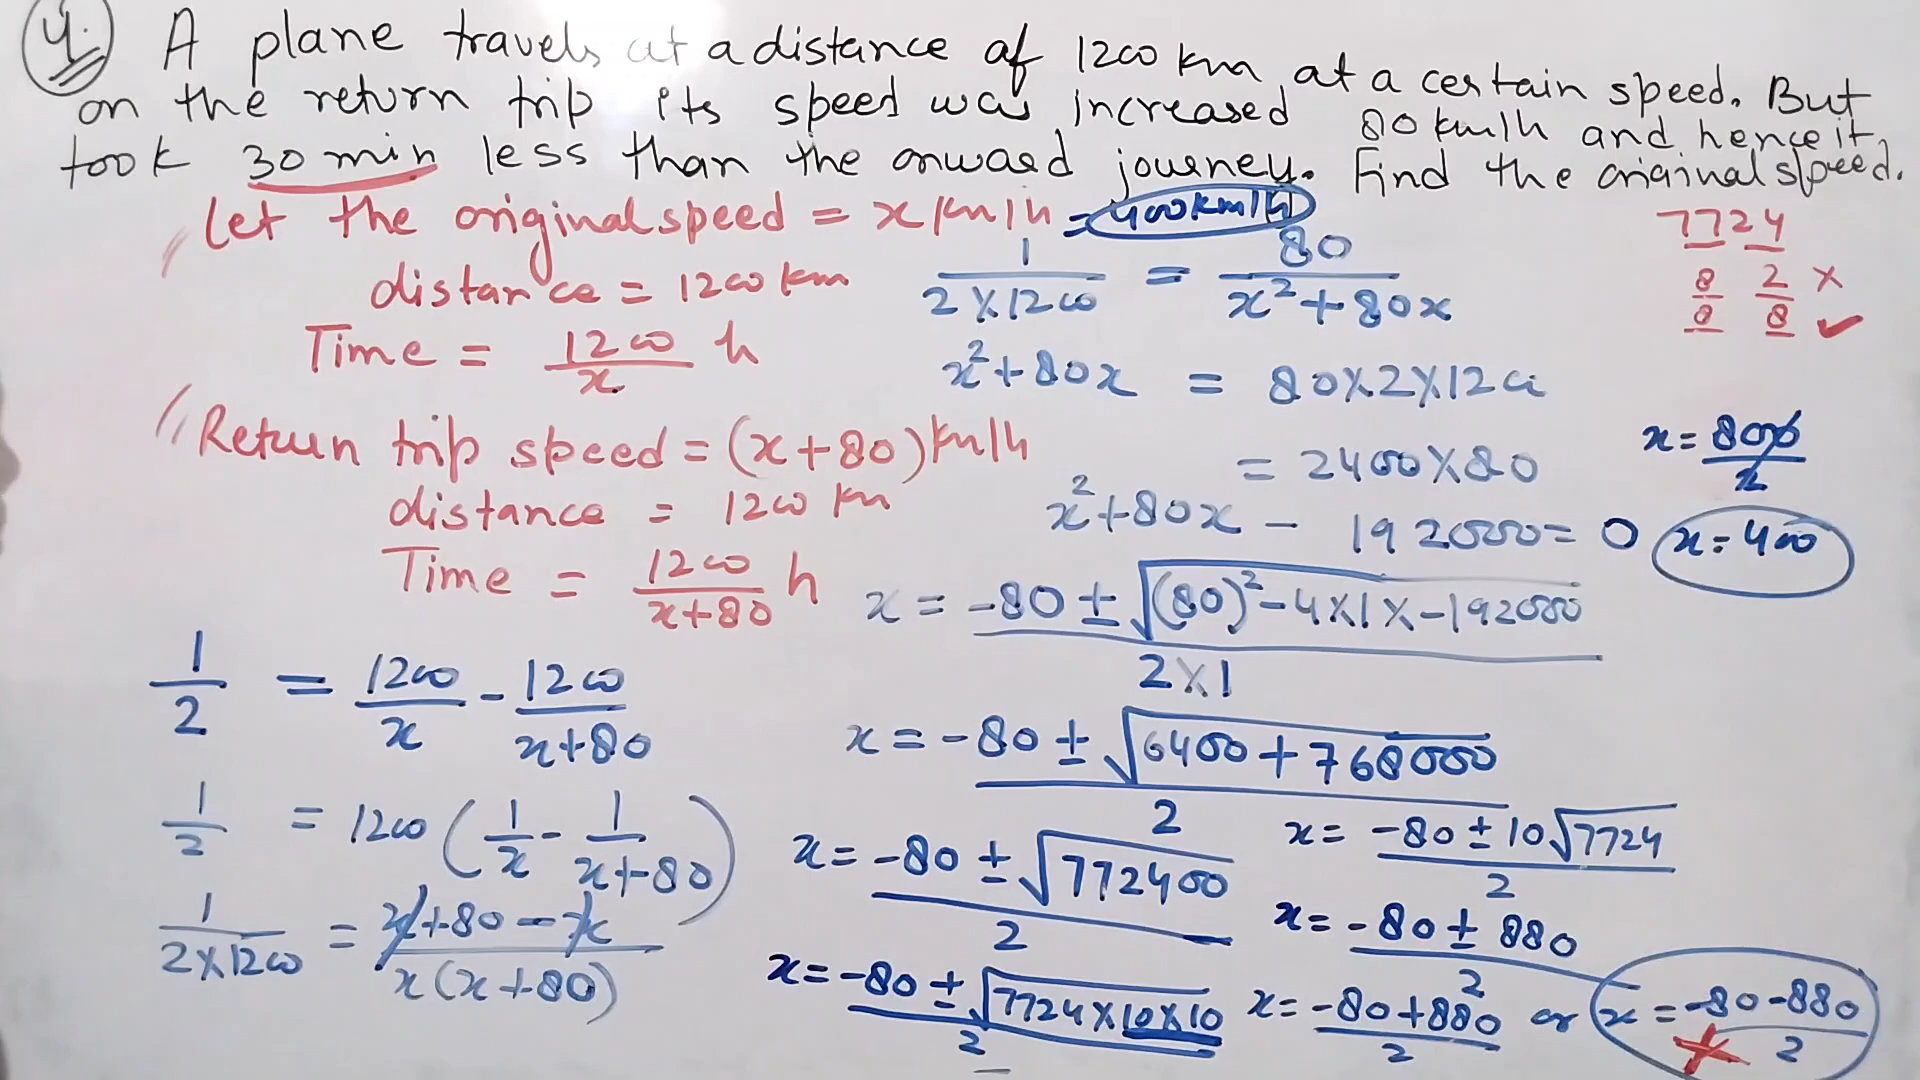 4. A plane travels at a distance of 1200 km at a certain speed. But
on the return trip its speed was increased 80 km/h and hence it
took 30 min less than the onward journey. Find the original speed.
Let the original speed = x km/h = 400 km/h
distance = 1200 km
Time = 1200/x h
Return trip speed = (x+80) km/h
distance = 1200 km
Time = 1200/x+80 h
1/2 = 1200/x - 1200/x+80
1/2 = 1200 (1/x - 1/x+80)
1/2×1200 = x+80-x/x(x+80)
1/2×1200 = 80/x²+80x
x²+80x = 80×2×1200
= 2400×80
x²+80x - 192000 = 0
x = -80 ± √(80)²-4×1×-192000/2×1
x = -80 ± √6400+768000/2
x = -80 ± √772400/2
x = -80 ± √7724×10×10/2
x = -80 ± 10√7724/2
x = -80 ± 880/2
x = -80+880/2 or x = -80-880/2
7724
8 2 ×
8 8 ✓
x = 800/2
x = 400